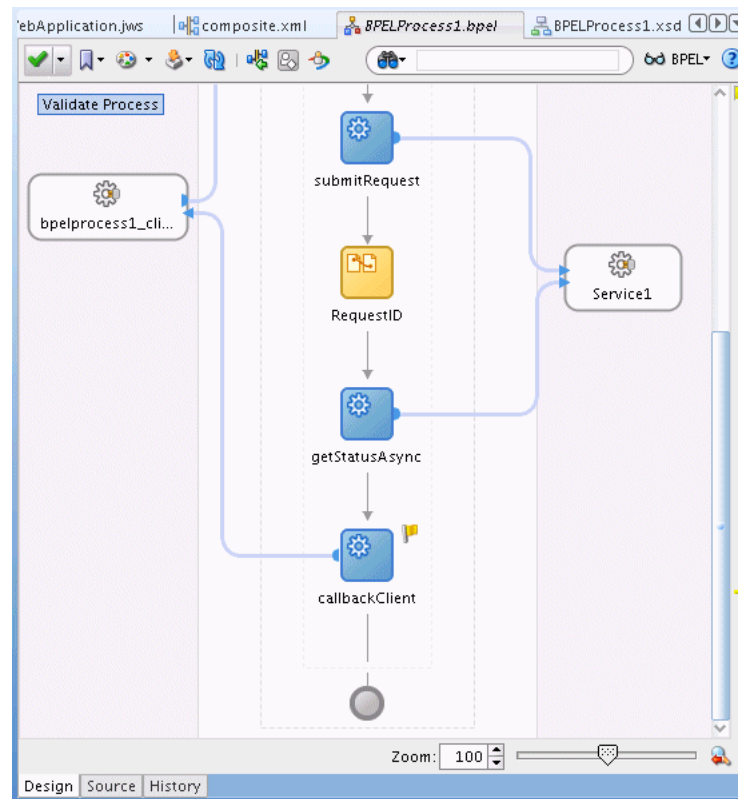 ebApplication.jws composite.xml BPELProcess1.bpel BPELProcess1.xsd
BPEL
Validate Process
submitRequest
bpelprocess1_cli...
RequestID
Service1
getStatusAsync
callbackClient
Zoom: 100
Design Source History